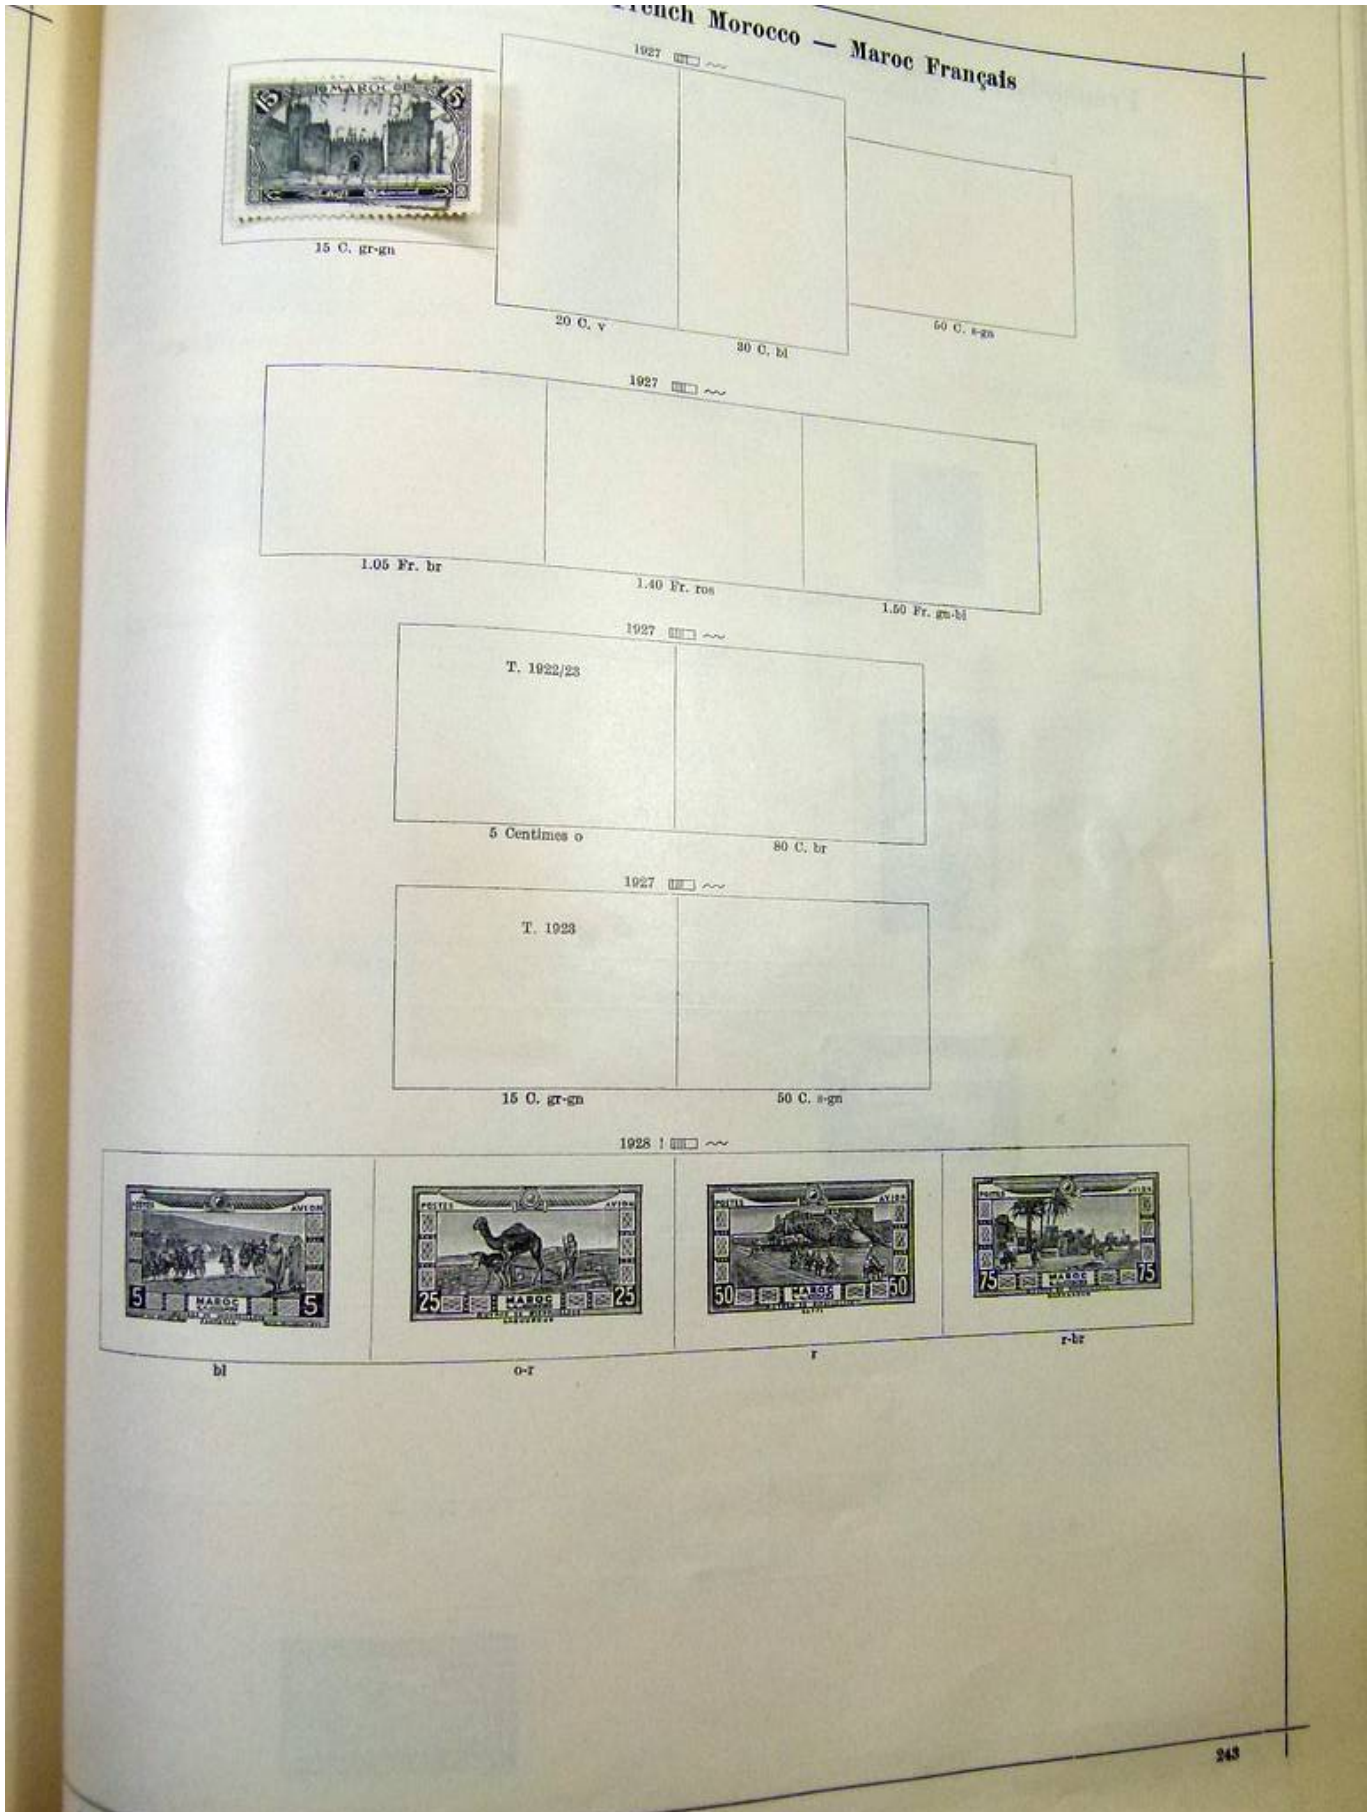 French Morocco — Maroc Français
1927
15 MAROC 15
15 C. gr-gn
20 C. v
30 C. bl
50 C. s-gn
1927
1.05 Fr. br
1.40 Fr. ros
1.50 Fr. gn-bl
1927
T. 1922/23
5 Centimes o
80 C. br
1927
T. 1923
15 C. gr-gn
50 C. s-gn
1928 !
POSTES AVION
5 MAROC 5
POSTES AVION
25 MAROC 25
POSTES AVION
50 MAROC 50
POSTES AVION
75 MAROC 75
bl
o-r
r
r-br
243